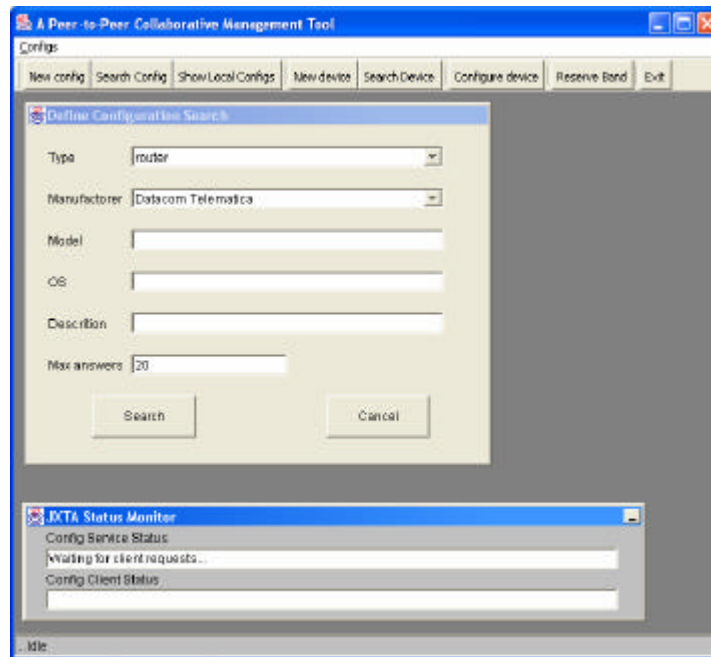 A Peer-to-Peer Collaborative Management Tool
Configs
New config Search Config Show Local Configs New device Search Device Configure device Reserve Band Exit
Define Configuration Search
Type router
Manufactorer Datacom Telematica
Model
OS
Descrition
Max answers 20
Search Cancel
JXTA Status Monitor
Config Service Status
Waiting for client requests...
Config Client Status
...Idle